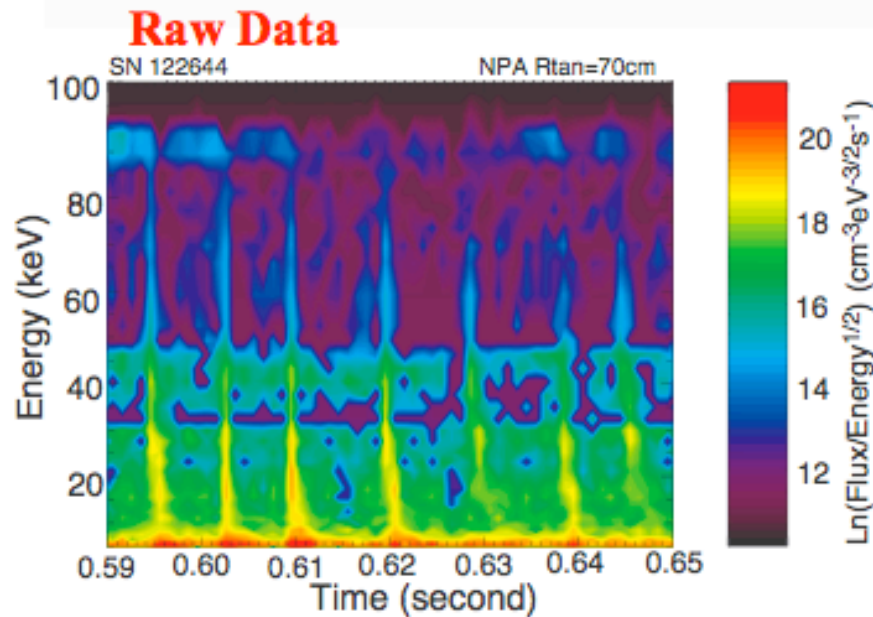 Raw Data
SN 122644 NPA Rtan=70cm
100
80
60
40
20
Energy (keV)
0.59 0.60 0.61 0.62 0.63 0.64 0.65
Time (second)
20
18
16
14
12
Ln(Flux/Energy^1/2) (cm^-3eV^-3/2s^-1)